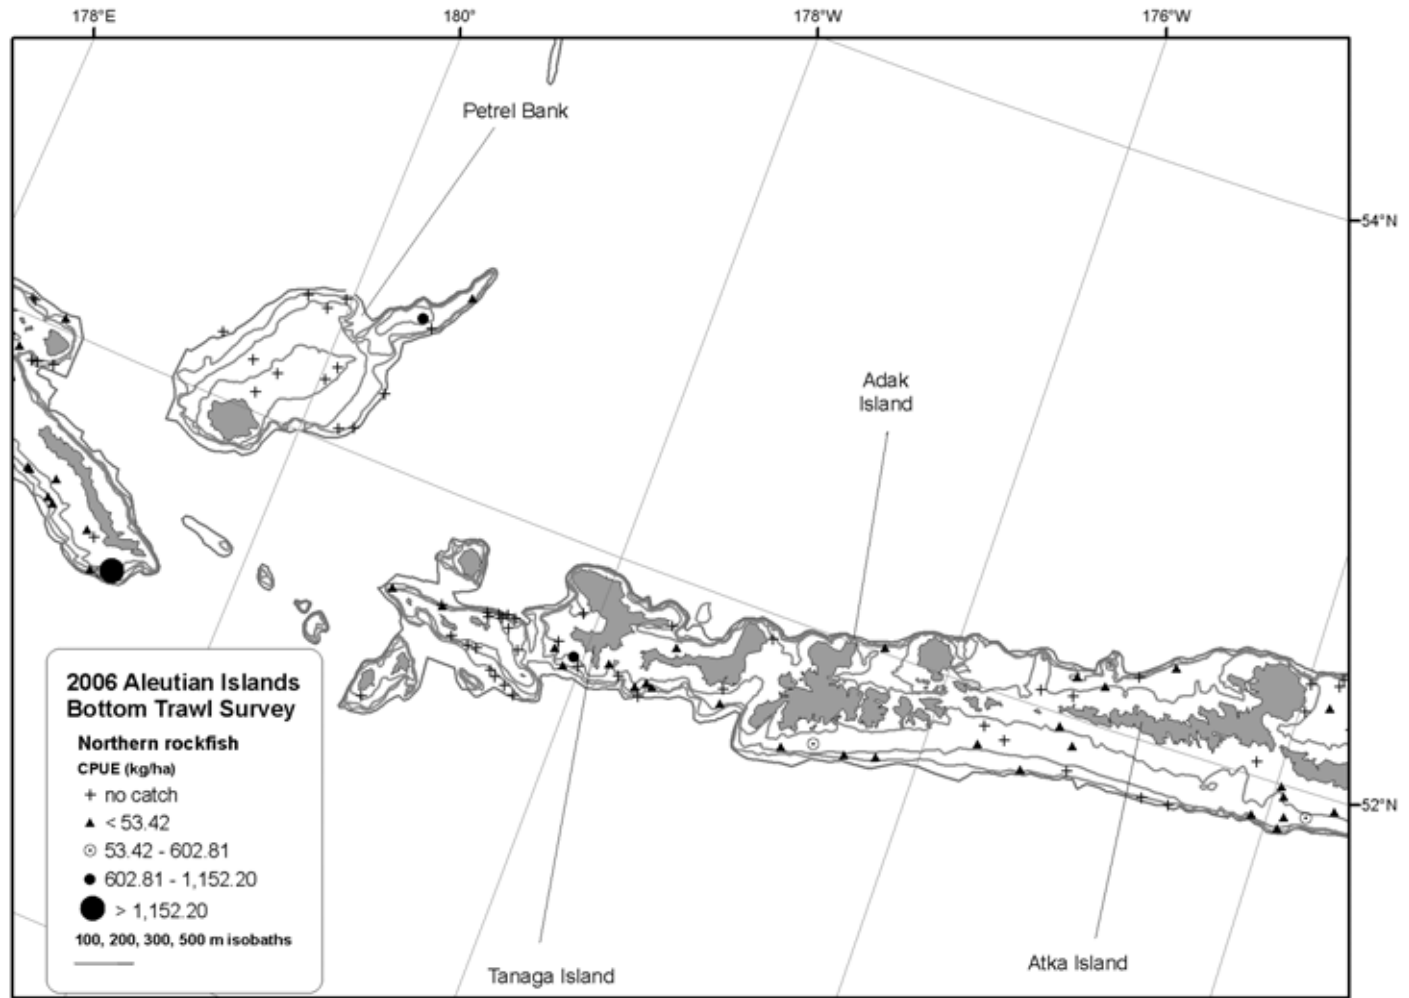 178°E
180°
178°W
176°W
Petrel Bank
54°N
Adak
Island
2006 Aleutian Islands
Bottom Trawl Survey
Northern rockfish
CPUE (kg/ha)
no catch
< 53.42
53.42 - 602.81
602.81 - 1,152.20
> 1,152.20
100, 200, 300, 500 m isobaths
52°N
Tanaga Island
Atka Island